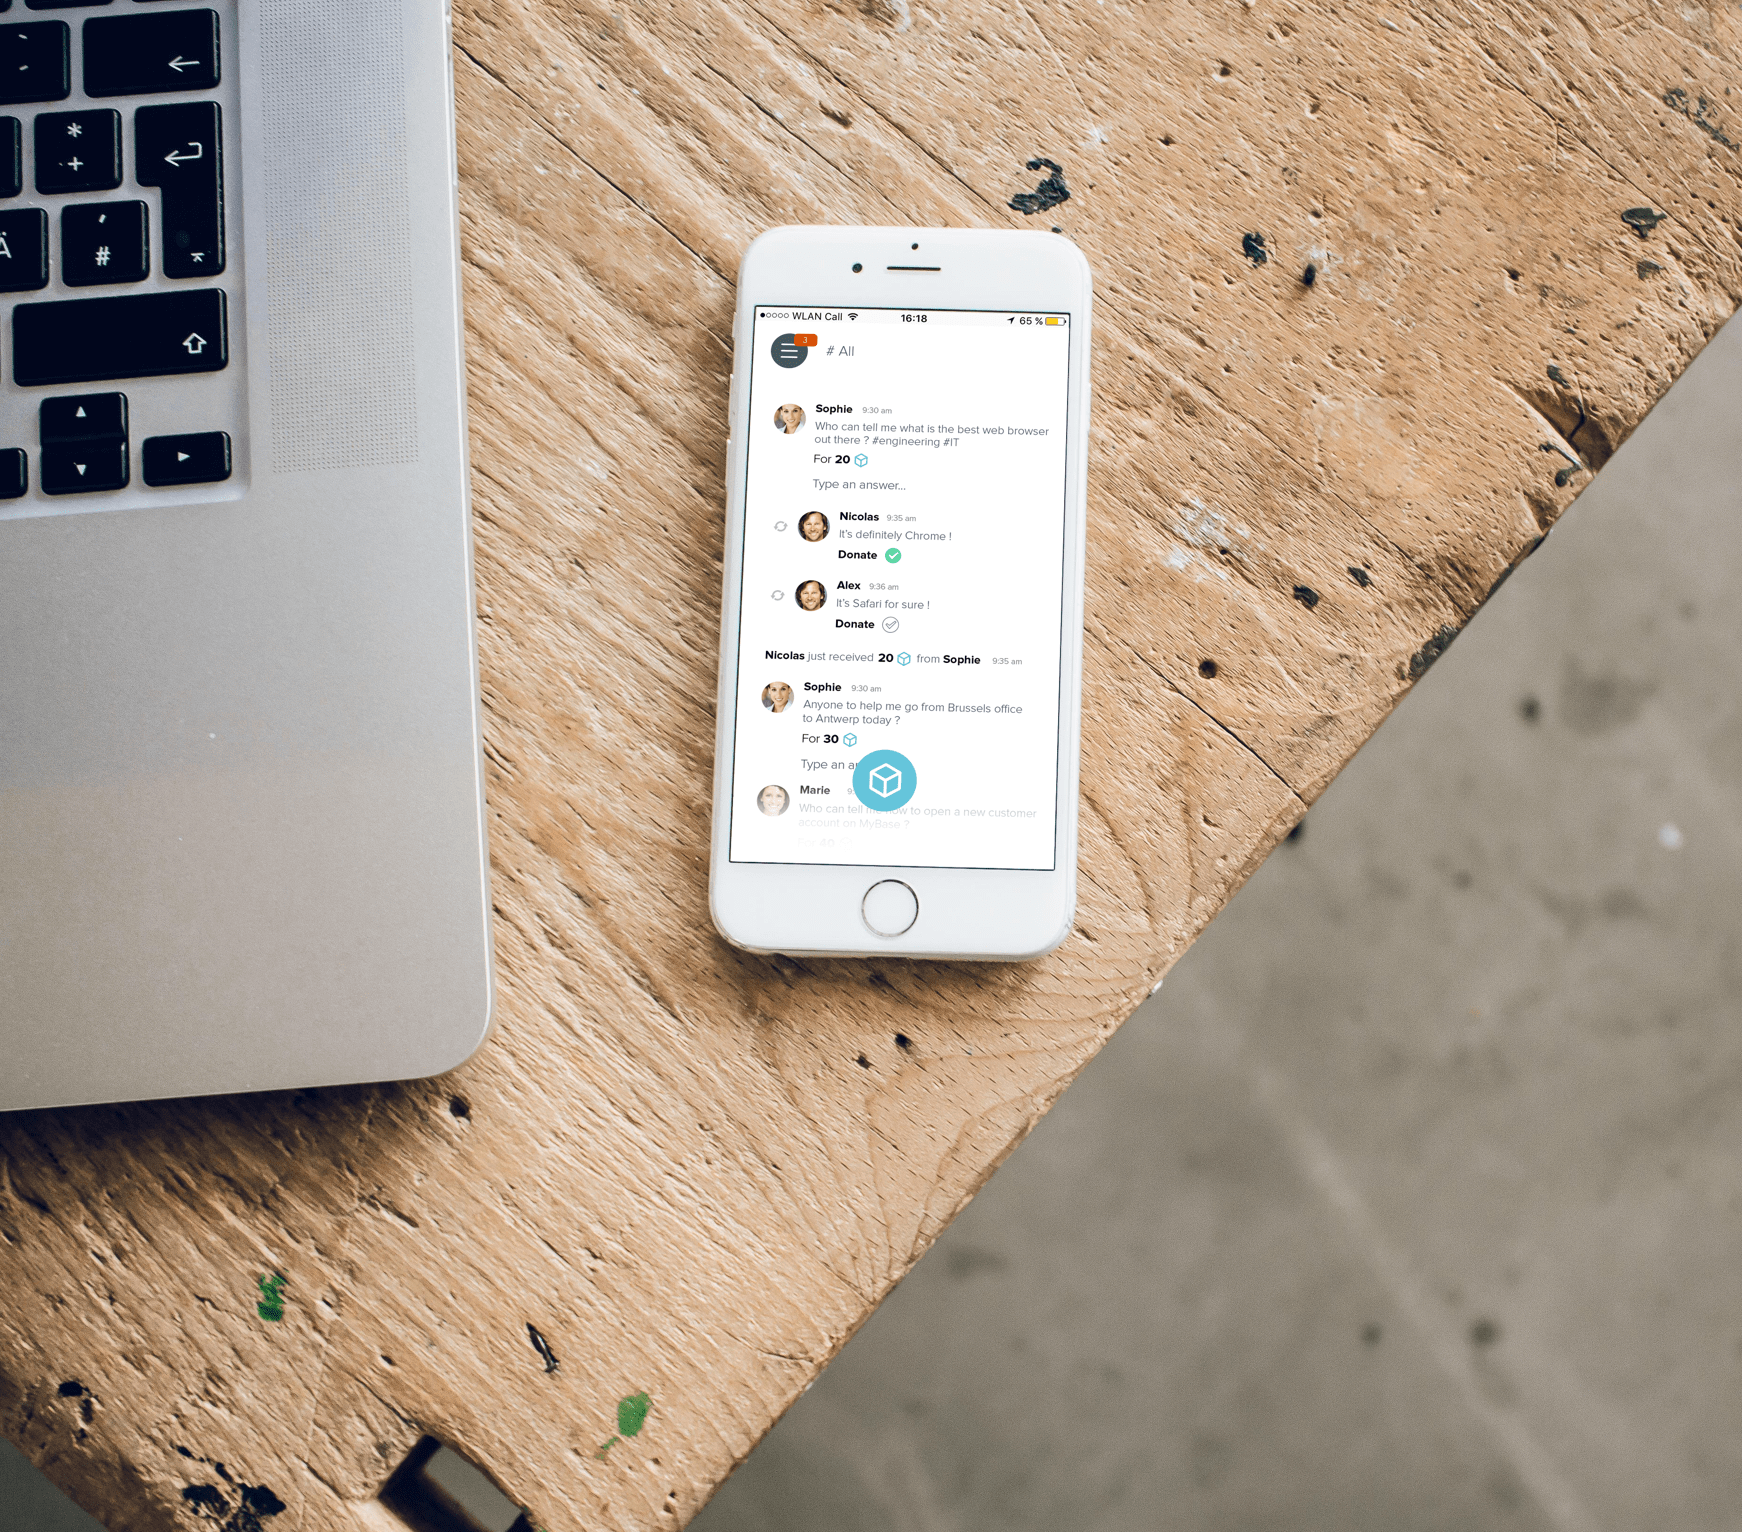 *
+
'
#
Ä
WLAN Call 16:18 65 %
3
# All
Sophie 9:30 am
Who can tell me what is the best web browser
out there ? #engineering #IT
For 20
Type an answer...
Nicolas 9:35 am
It's definitely Chrome !
Donate
Alex 9:36 am
It's Safari for sure !
Donate
Nicolas just received 20 from Sophie 9:35 am
Sophie 9:30 am
Anyone to help me go from Brussels office
to Antwerp today ?
For 30
Type an a
Marie 9:
Who can tell me how to open a new customer
account on MyBase ?
For 40